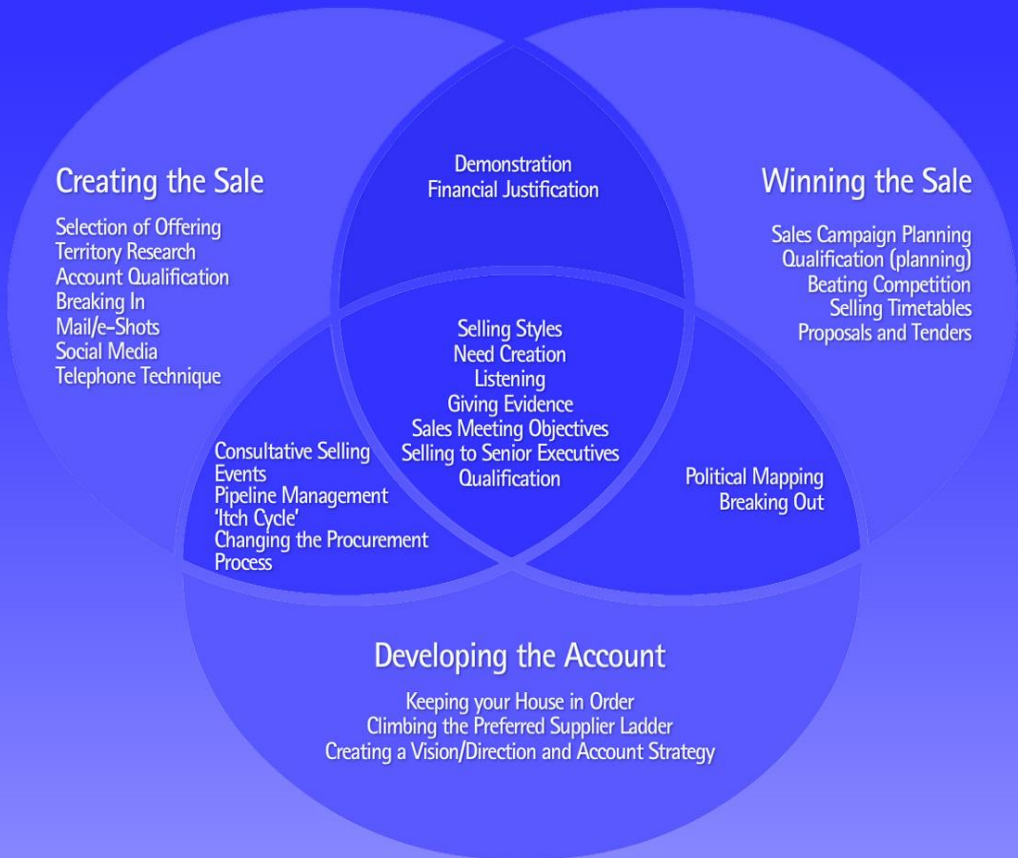 Creating the Sale
Selection of Offering
Territory Research
Account Qualification
Breaking In
Mail/e-Shots
Social Media
Telephone Technique
Demonstration
Financial Justification
Winning the Sale
Sales Campaign Planning
Qualification (planning)
Beating Competition
Selling Timetables
Proposals and Tenders
Selling Styles
Need Creation
Listening
Giving Evidence
Sales Meeting Objectives
Selling to Senior Executives
Qualification
Consultative Selling
Events
Pipeline Management
'Itch Cycle'
Changing the Procurement
Process
Political Mapping
Breaking Out
Developing the Account
Keeping your House in Order
Climbing the Preferred Supplier Ladder
Creating a Vision/Direction and Account Strategy